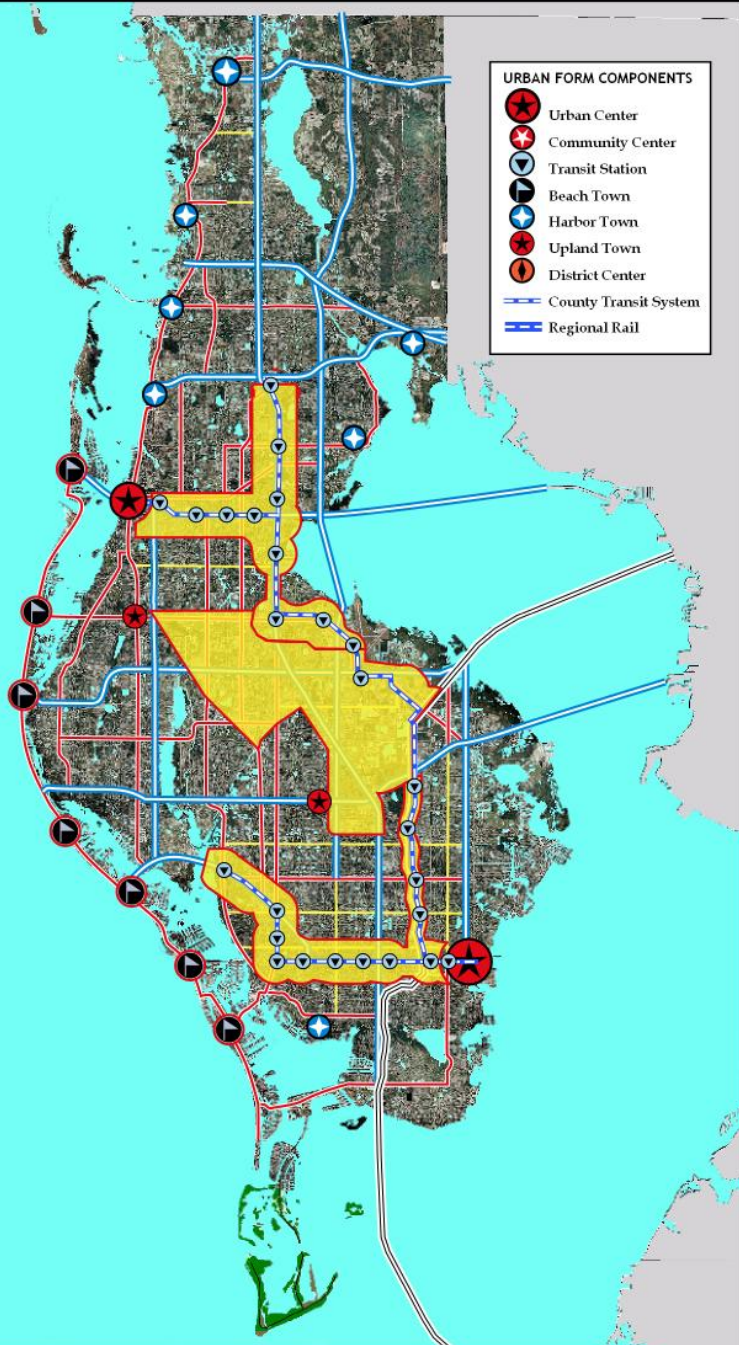 URBAN FORM COMPONENTS
Urban Center
Community Center
Transit Station
Beach Town
Harbor Town
Upland Town
District Center
County Transit System
Regional Rail